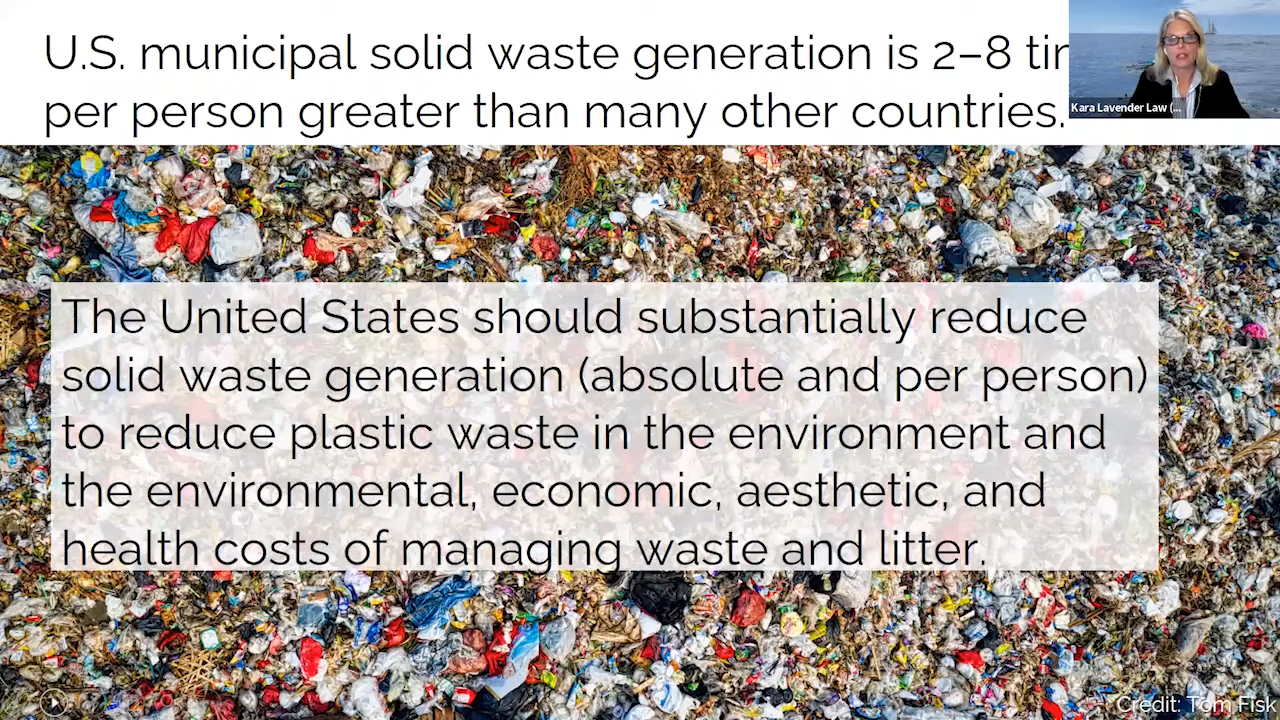 U.S. municipal solid waste generation is 2–8 tir
per person greater than many other countries.
Kara Lavender Law (...
The United States should substantially reduce
solid waste generation (absolute and per person)
to reduce plastic waste in the environment and
the environmental, economic, aesthetic, and
health costs of managing waste and litter.
Credit: Tom Fisk